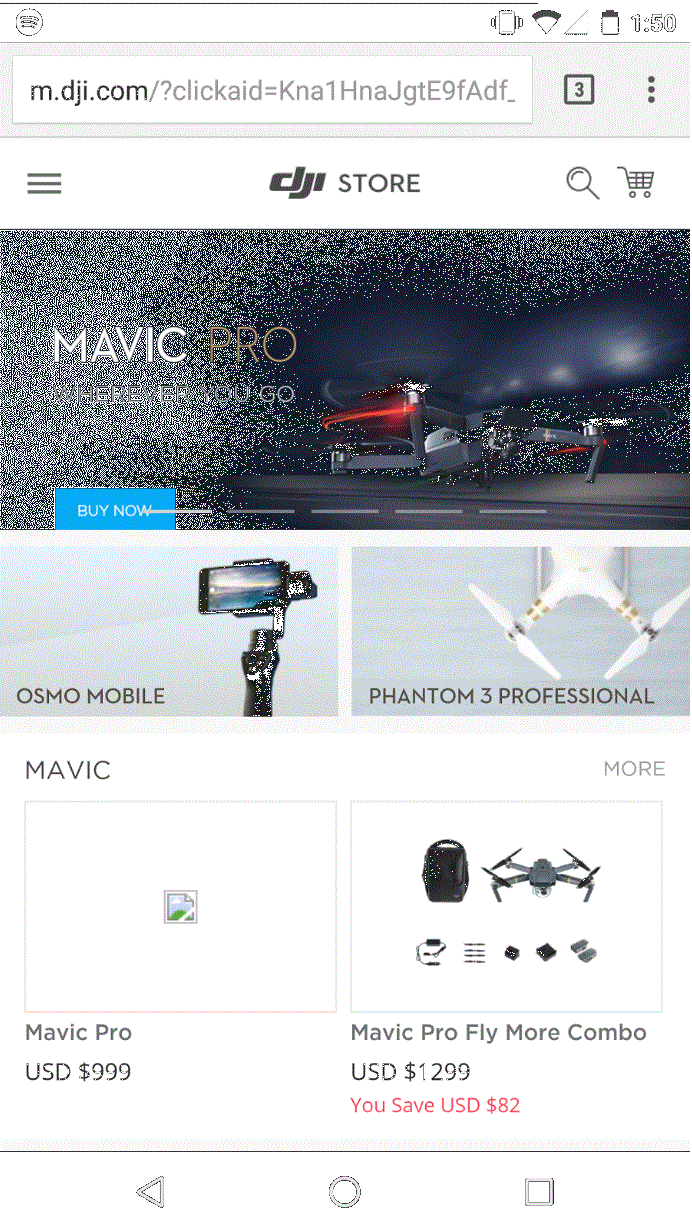 1:50
m.dji.com/?clickaid=Kna1HnaJgtE9fAdf_
3
dji STORE
MAVIC PRO
WHEREVER YOU GO
BUY NOW
OSMO MOBILE
PHANTOM 3 PROFESSIONAL
MAVIC
MORE
Mavic Pro
Mavic Pro Fly More Combo
USD $999
USD $1299
You Save USD $82